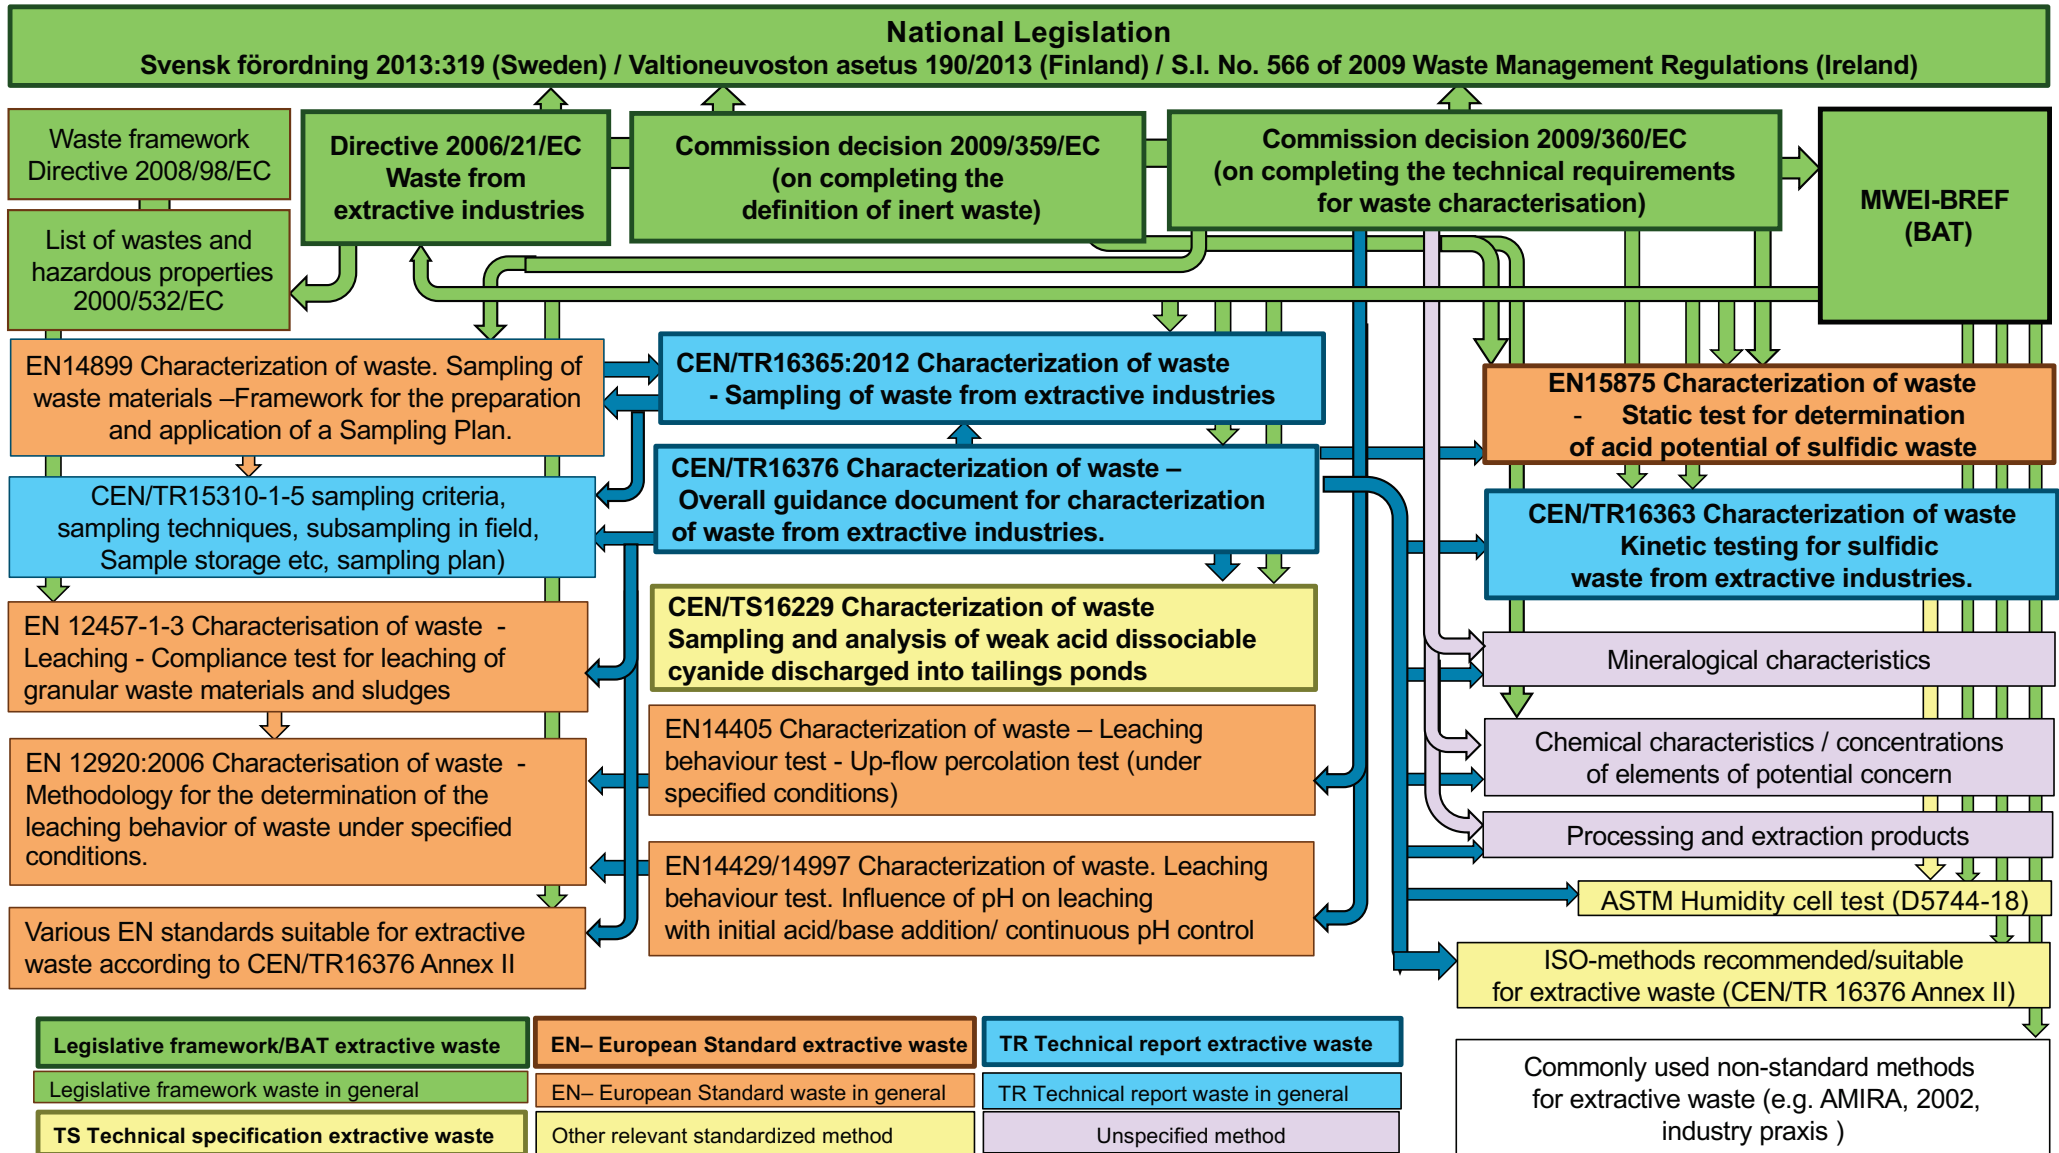 National Legislation
Svensk förordning 2013:319 (Sweden) / Valtioneuvoston asetus 190/2013 (Finland) / S.I. No. 566 of 2009 Waste Management Regulations (Ireland)
Waste framework
Directive 2008/98/EC
Directive 2006/21/EC
Waste from
extractive industries
Commission decision 2009/359/EC
(on completing the
definition of inert waste)
Commission decision 2009/360/EC
(on completing the technical requirements
for waste characterisation)
MWEI-BREF
(BAT)
List of wastes and
hazardous properties
2000/532/EC
EN14899 Characterization of waste. Sampling of
waste materials –Framework for the preparation
and application of a Sampling Plan.
CEN/TR16365:2012 Characterization of waste
- Sampling of waste from extractive industries
EN15875 Characterization of waste
- Static test for determination
of acid potential of sulfidic waste
CEN/TR15310-1-5 sampling criteria,
sampling techniques, subsampling in field,
Sample storage etc, sampling plan)
CEN/TR16376 Characterization of waste –
Overall guidance document for characterization
of waste from extractive industries.
CEN/TR16363 Characterization of waste
Kinetic testing for sulfidic
waste from extractive industries.
EN 12457-1-3 Characterisation of waste -
Leaching - Compliance test for leaching of
granular waste materials and sludges
CEN/TS16229 Characterization of waste
Sampling and analysis of weak acid dissociable
cyanide discharged into tailings ponds
Mineralogical characteristics
EN 12920:2006 Characterisation of waste -
Methodology for the determination of the
leaching behavior of waste under specified
conditions.
EN14405 Characterization of waste – Leaching
behaviour test - Up-flow percolation test (under
specified conditions)
Chemical characteristics / concentrations
of elements of potential concern
Processing and extraction products
EN14429/14997 Characterization of waste. Leaching
behaviour test. Influence of pH on leaching
with initial acid/base addition/ continuous pH control
ASTM Humidity cell test (D5744-18)
Various EN standards suitable for extractive
waste according to CEN/TR16376 Annex II
ISO-methods recommended/suitable
for extractive waste (CEN/TR 16376 Annex II)
Commonly used non-standard methods
for extractive waste (e.g. AMIRA, 2002,
industry praxis )
Legislative framework/BAT extractive waste
EN– European Standard extractive waste
TR Technical report extractive waste
Legislative framework waste in general
EN– European Standard waste in general
TR Technical report waste in general
TS Technical specification extractive waste
Other relevant standardized method
Unspecified method